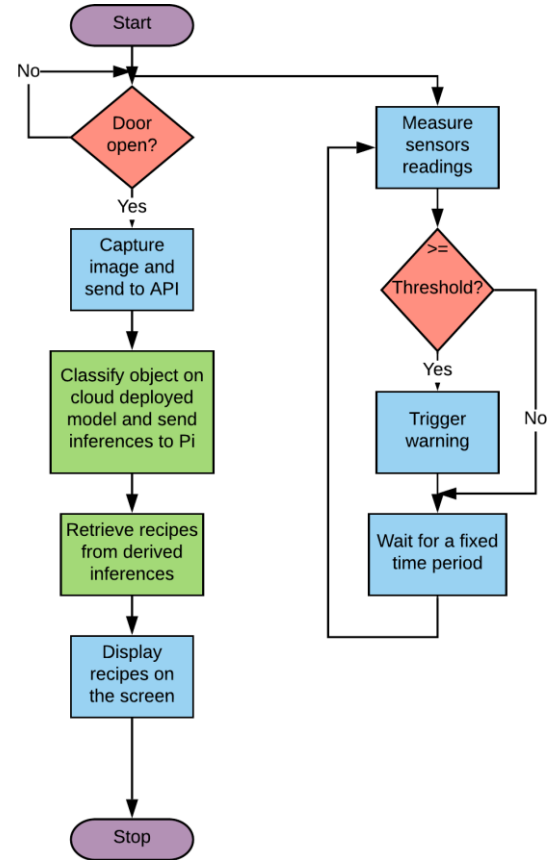 Start
No
Door
open?
Yes
Capture
image and
send to API
Classify object on
cloud deployed
model and send
inferences to Pi
Retrieve recipes
from derived
inferences
Display
recipes on
the screen
Stop
Measure
sensors
readings
>=
Threshold?
Yes
No
Trigger
warning
Wait for a fixed
time period